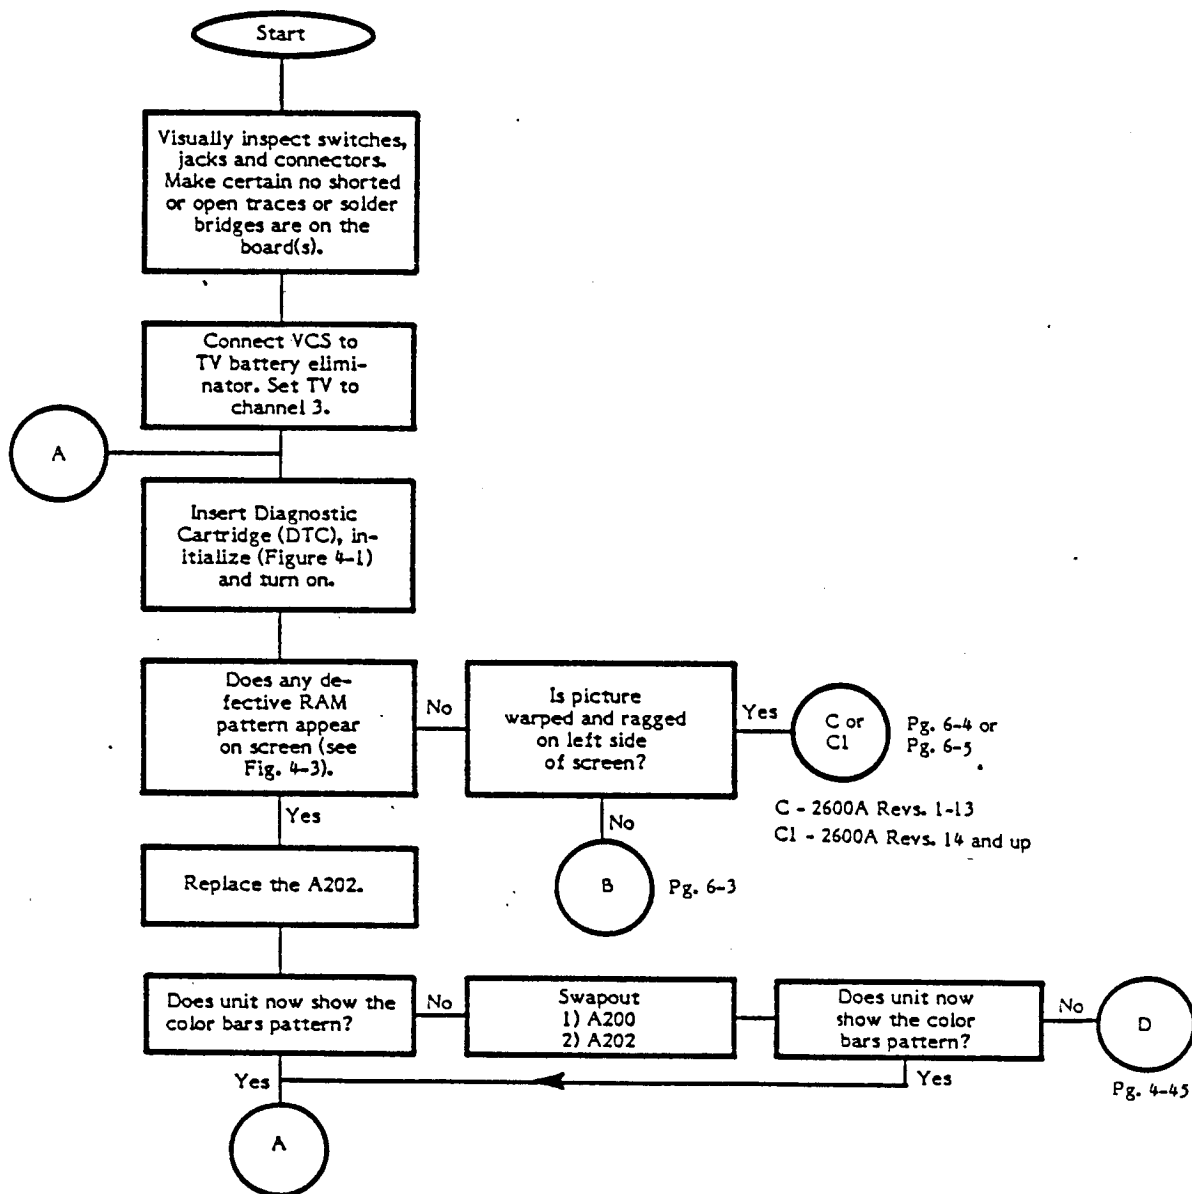 Start
Visually inspect switches,
jacks and connectors.
Make certain no shorted
or open traces or solder
bridges are on the
board(s).
Connect VCS to
TV battery elimi-
nator. Set TV to
channel 3.
A
Insert Diagnostic
Cartridge (DTC), in-
itialize (Figure 4-1)
and turn on.
Does any de-
fective RAM
pattern appear
on screen (see
Fig. 4-3).
No
Is picture
warped and ragged
on left side
of screen?
Yes
C or
C1
Pg. 6-4 or
Pg. 6-5
C - 2600A Revs. 1-13
C1 - 2600A Revs. 14 and up
Yes
No
B
Pg. 6-3
Replace the A202.
Does unit now show the
color bars pattern?
No
Swapout
1) A200
2) A202
Does unit now
show the color
bars pattern?
No
D
Pg. 4-45
Yes
Yes
A